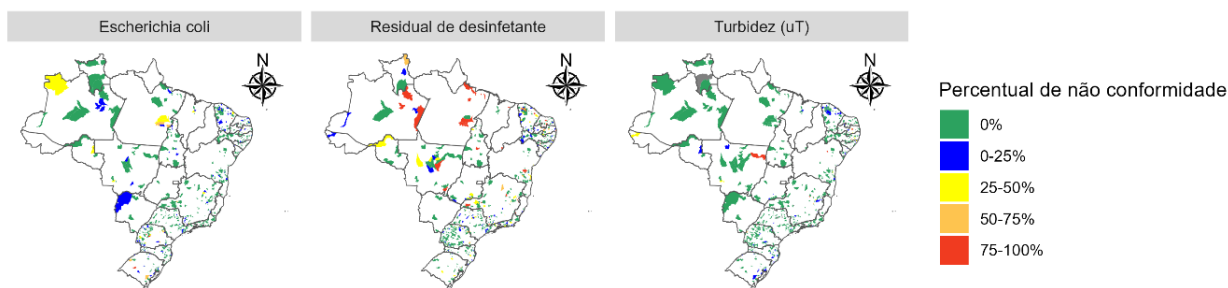 Escherichia coli
Residual de desinfetante
Turbidez (uT)
N
N
N
Percentual de não conformidade
0%
0-25%
25-50%
50-75%
75-100%